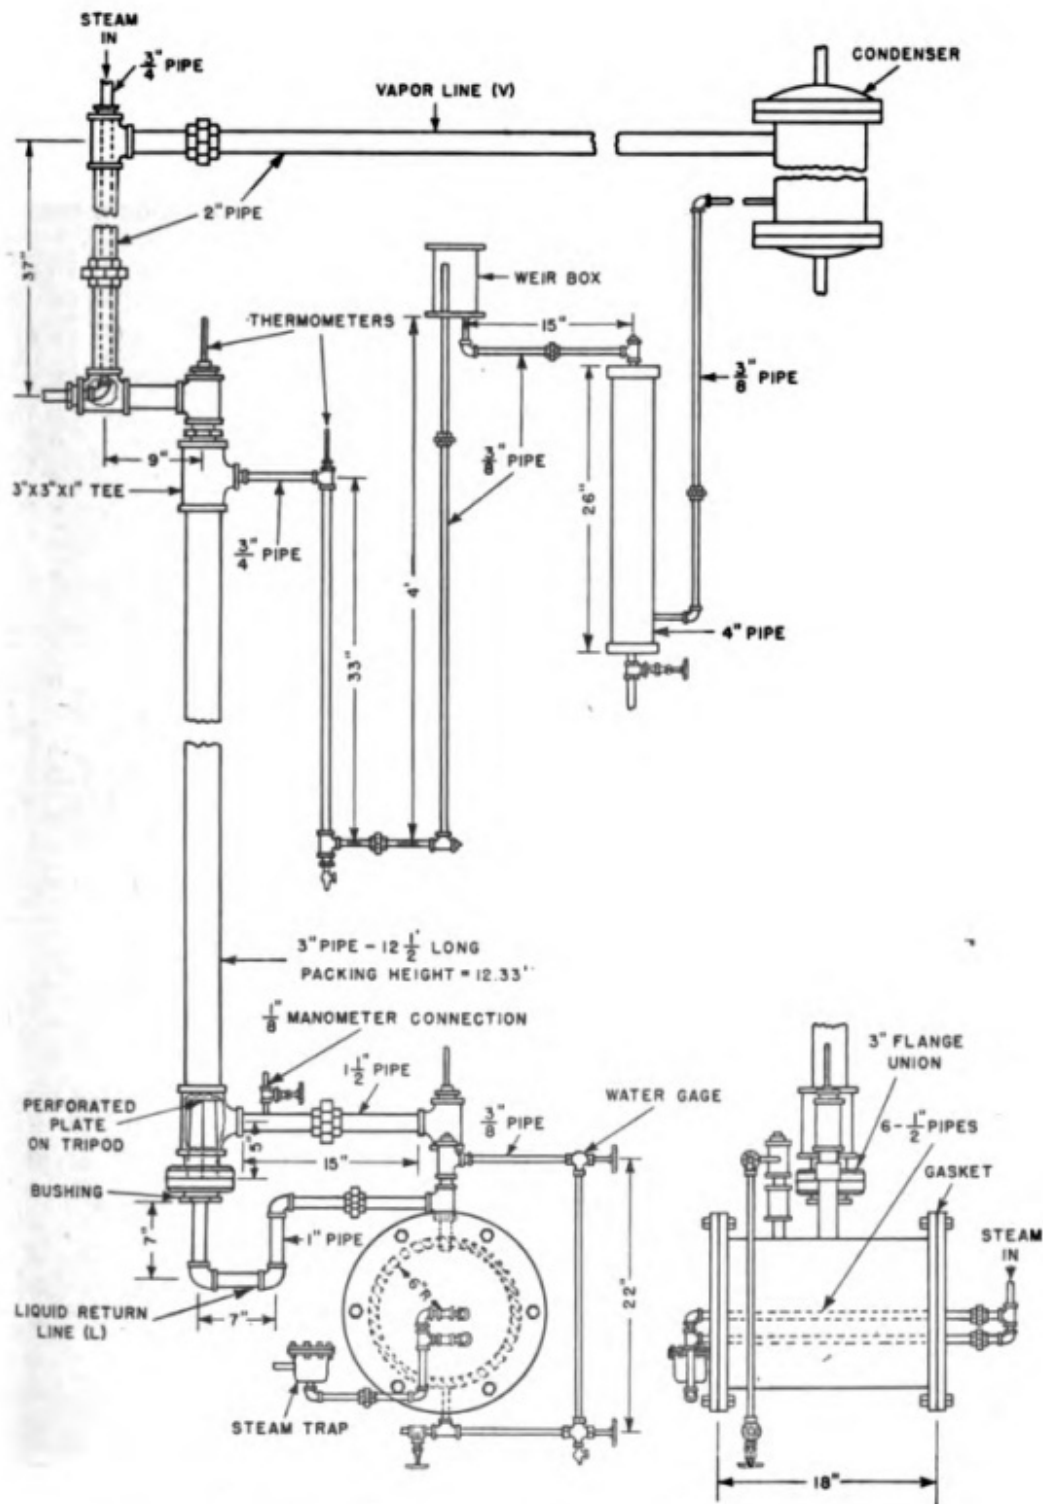 STEAM
IN
3/4" PIPE
VAPOR LINE (V)
CONDENSER
2" PIPE
37"
WEIR BOX
THERMOMETERS
15"
3/8" PIPE
3/8" PIPE
9"
3"X3"X1" TEE
3/4" PIPE
26"
4'
33"
4" PIPE
3" PIPE - 12 1/2' LONG
PACKING HEIGHT = 12.33'
1/8" MANOMETER CONNECTION
1 1/2" PIPE
3" FLANGE
UNION
PERFORATED
PLATE
ON TRIPOD
WATER GAGE
3/8" PIPE
6-1/2" PIPES
5"
15"
GASKET
BUSHING
7"
1" PIPE
STEAM
IN
6"R
22"
LIQUID RETURN
LINE (L)
7"
STEAM TRAP
18"